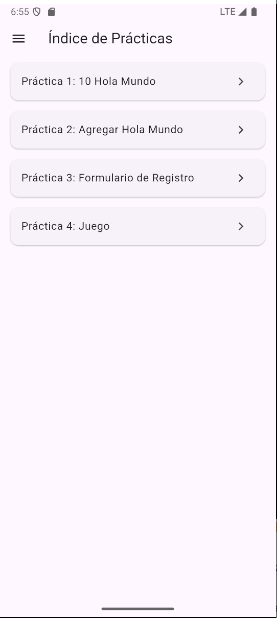 6:55
LTE
Índice de Prácticas
Práctica 1: 10 Hola Mundo
Práctica 2: Agregar Hola Mundo
Práctica 3: Formulario de Registro
Práctica 4: Juego